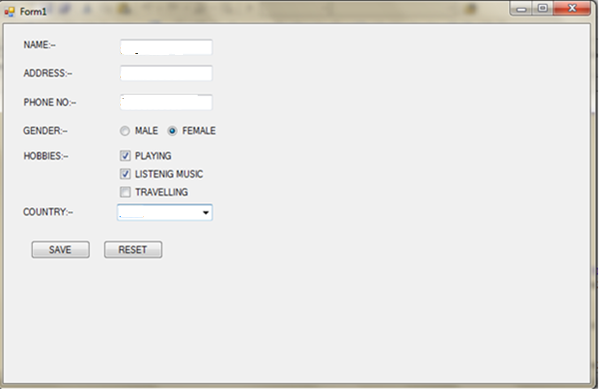 Form1
NAME:--
ADDRESS:--
PHONE NO:--
GENDER:-- MALE FEMALE
HOBBIES:-- PLAYING
LISTENIG MUSIC
TRAVELLING
COUNTRY:--
SAVE RESET